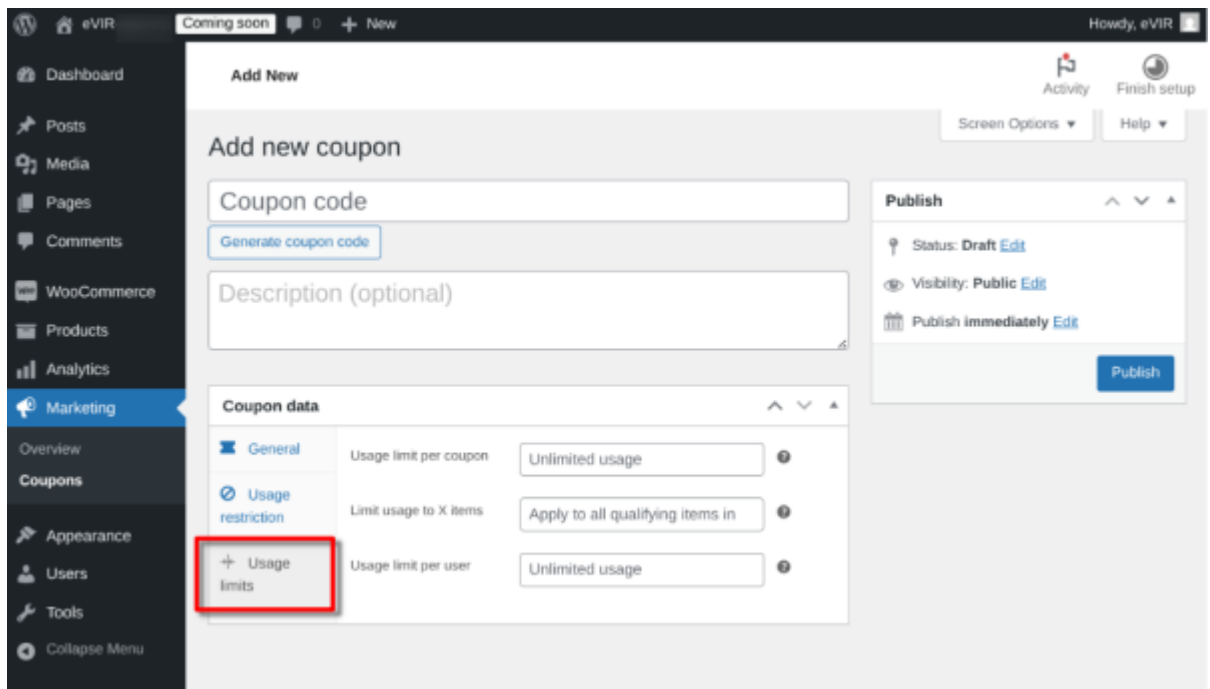 eVIR Coming soon 0 + New Howdy, eVIR
Dashboard
Posts
Media
Pages
Comments
WooCommerce
Products
Analytics
Marketing
Overview
Coupons
Appearance
Users
Tools
Collapse Menu
Add New
Activity Finish setup
Screen Options Help
Add new coupon
Coupon code
Generate coupon code
Description (optional)
Coupon data
General
Usage
restriction
Usage
limits
Usage limit per coupon Unlimited usage
Limit usage to X items Apply to all qualifying items in
Usage limit per user Unlimited usage
Publish
Status: Draft Edit
Visibility: Public Edit
Publish immediately Edit
Publish